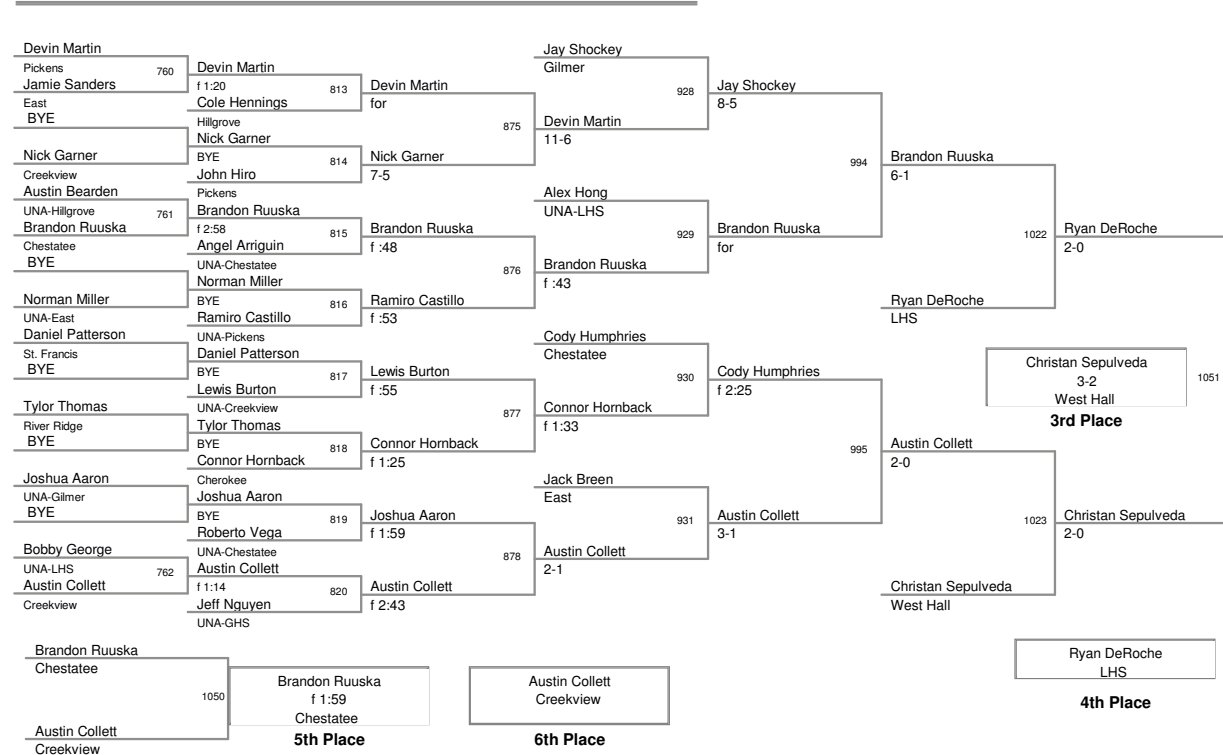 Devin Martin
Pickens
760
Jamie Sanders
East
BYE
Nick Garner
Creekview
Austin Bearden
UNA-Hillgrove
761
Brandon Ruuska
Chestatee
BYE
Norman Miller
UNA-East
Daniel Patterson
St. Francis
BYE
Tylor Thomas
River Ridge
BYE
Joshua Aaron
UNA-Gilmer
BYE
Bobby George
UNA-LHS
762
Austin Collett
Creekview
Devin Martin
f 1:20
813
Cole Hennings
Hillgrove
Nick Garner
BYE
814
John Hiro
Pickens
Brandon Ruuska
f 2:58
815
Angel Arriguin
UNA-Chestatee
Norman Miller
BYE
816
Ramiro Castillo
UNA-Pickens
Daniel Patterson
BYE
817
Lewis Burton
UNA-Creekview
Tylor Thomas
BYE
818
Connor Hornback
Cherokee
Joshua Aaron
BYE
819
Roberto Vega
UNA-Chestatee
Austin Collett
f 1:14
820
Jeff Nguyen
UNA-GHS
Devin Martin
for
875
Nick Garner
7-5
Brandon Ruuska
f :48
876
Ramiro Castillo
f :53
Lewis Burton
f :55
877
Connor Hornback
f 1:25
Joshua Aaron
f 1:59
878
Austin Collett
f 2:43
Jay Shockey
Gilmer
928
Devin Martin
11-6
Alex Hong
UNA-LHS
929
Brandon Ruuska
f :43
Cody Humphries
Chestatee
930
Connor Hornback
f 1:33
Jack Breen
East
931
Austin Collett
2-1
Jay Shockey
8-5
994
Brandon Ruuska
for
Cody Humphries
f 2:25
995
Austin Collett
3-1
Brandon Ruuska
6-1
1022
Ryan DeRoche
LHS
Austin Collett
2-0
1023
Christan Sepulveda
West Hall
Ryan DeRoche
2-0
Christan Sepulveda
3-2
West Hall
1051
3rd Place
Christan Sepulveda
2-0
Ryan DeRoche
LHS
4th Place
Brandon Ruuska
Chestatee
1050
Austin Collett
Creekview
Brandon Ruuska
f 1:59
Chestatee
5th Place
Austin Collett
Creekview
6th Place